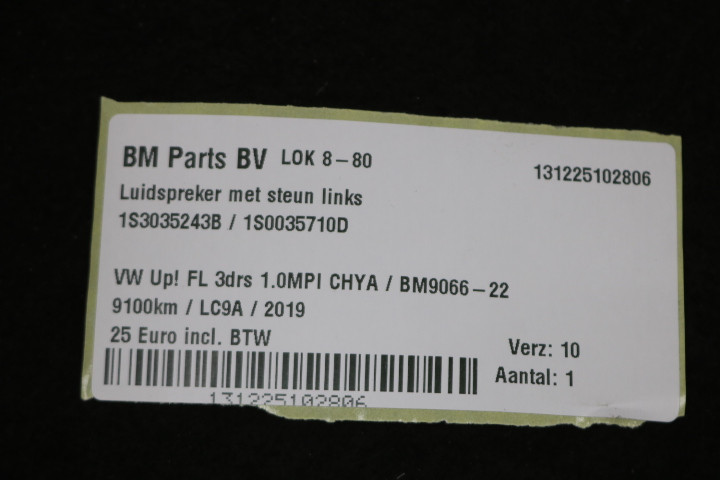 BM Parts BV LOK 8-80
131225102806
Luidspreker met steun links
1S3035243B / 1S0035710D
VW Up! FL 3drs 1.0MPI CHYA / BM9066-22
9100km / LC9A / 2019
25 Euro incl. BTW
Verz: 10
Aantal: 1
131225102806